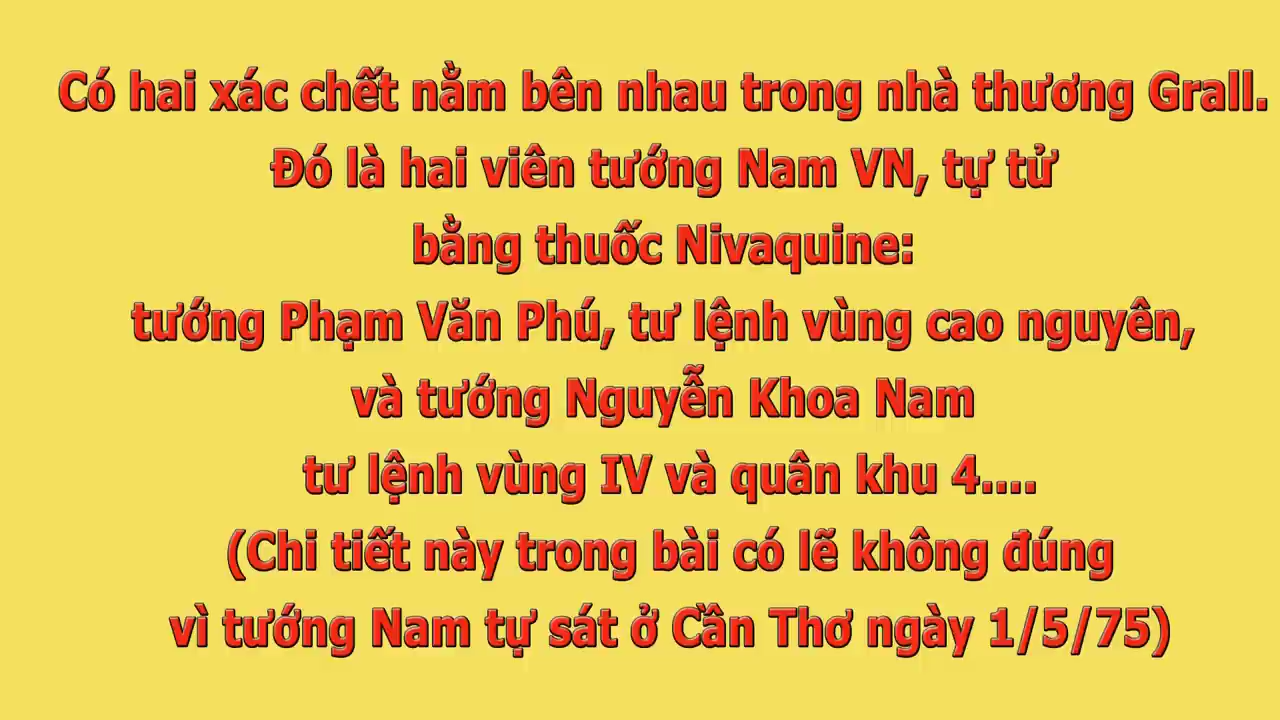 Có hai xác chết nằm bên nhau trong nhà thương Grall.
Đó là hai viên tướng Nam VN, tự tử
bằng thuốc Nivaquine:
tướng Phạm Văn Phú, tư lệnh vùng cao nguyên,
và tướng Nguyễn Khoa Nam
tư lệnh vùng IV và quân khu 4....
(Chi tiết này trong bài có lẽ không đúng
vì tướng Nam tự sát ở Cần Thơ ngày 1/5/75)